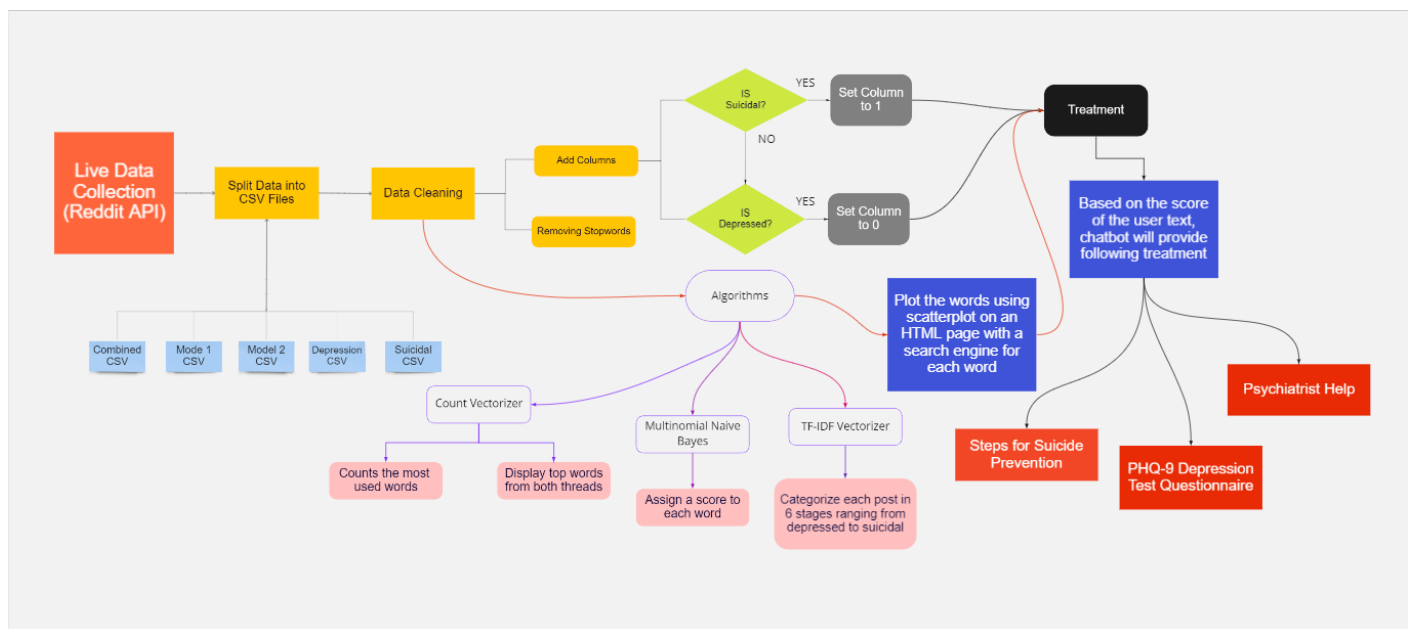 Live Data
Collection
(Reddit API)
Split Data into
CSV Files
Combined
CSV
Mode 1
CSV
Model 2
CSV
Depression
CSV
Suicidal
CSV
Data Cleaning
Add Columns
Removing Stopwords
IS
Suicidal?
YES
Set Column
to 1
NO
IS
Depressed?
YES
Set Column
to 0
Treatment
Based on the score
of the user text,
chatbot will provide
following treatment
Algorithms
Plot the words using
scatterplot on an
HTML page with a
search engine for
each word
Count Vectorizer
Counts the most
used words
Display top words
from both threads
Multinomial Naive
Bayes
Assign a score to
each word
TF-IDF Vectorizer
Categorize each post in
6 stages ranging from
depressed to suicidal
Steps for Suicide
Prevention
PHQ-9 Depression
Test Questionnaire
Psychiatrist Help